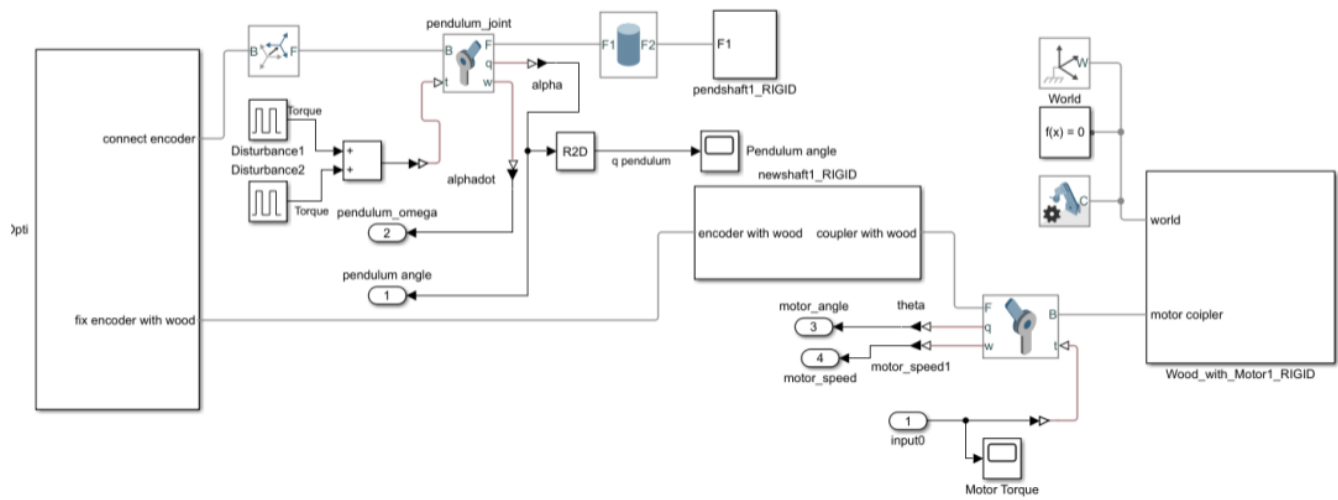 pendulum_joint
B F
B F q w t
F1 F2
F1
pendshaft1_RIGID
alpha
World
W
f(x) = 0
C
connect encoder
Torque
Disturbance1
+
+
Disturbance2
Torque
alphadot
R2D
q pendulum
Pendulum angle
newshaft1_RIGID
pendulum_omega
2
encoder with wood
coupler with wood
world
Opti
pendulum angle
1
fix encoder with wood
motor_angle
theta
3
F q w B t
motor coipler
4
motor_speed
motor_speed1
Wood_with_Motor1_RIGID
1
input0
Motor Torque